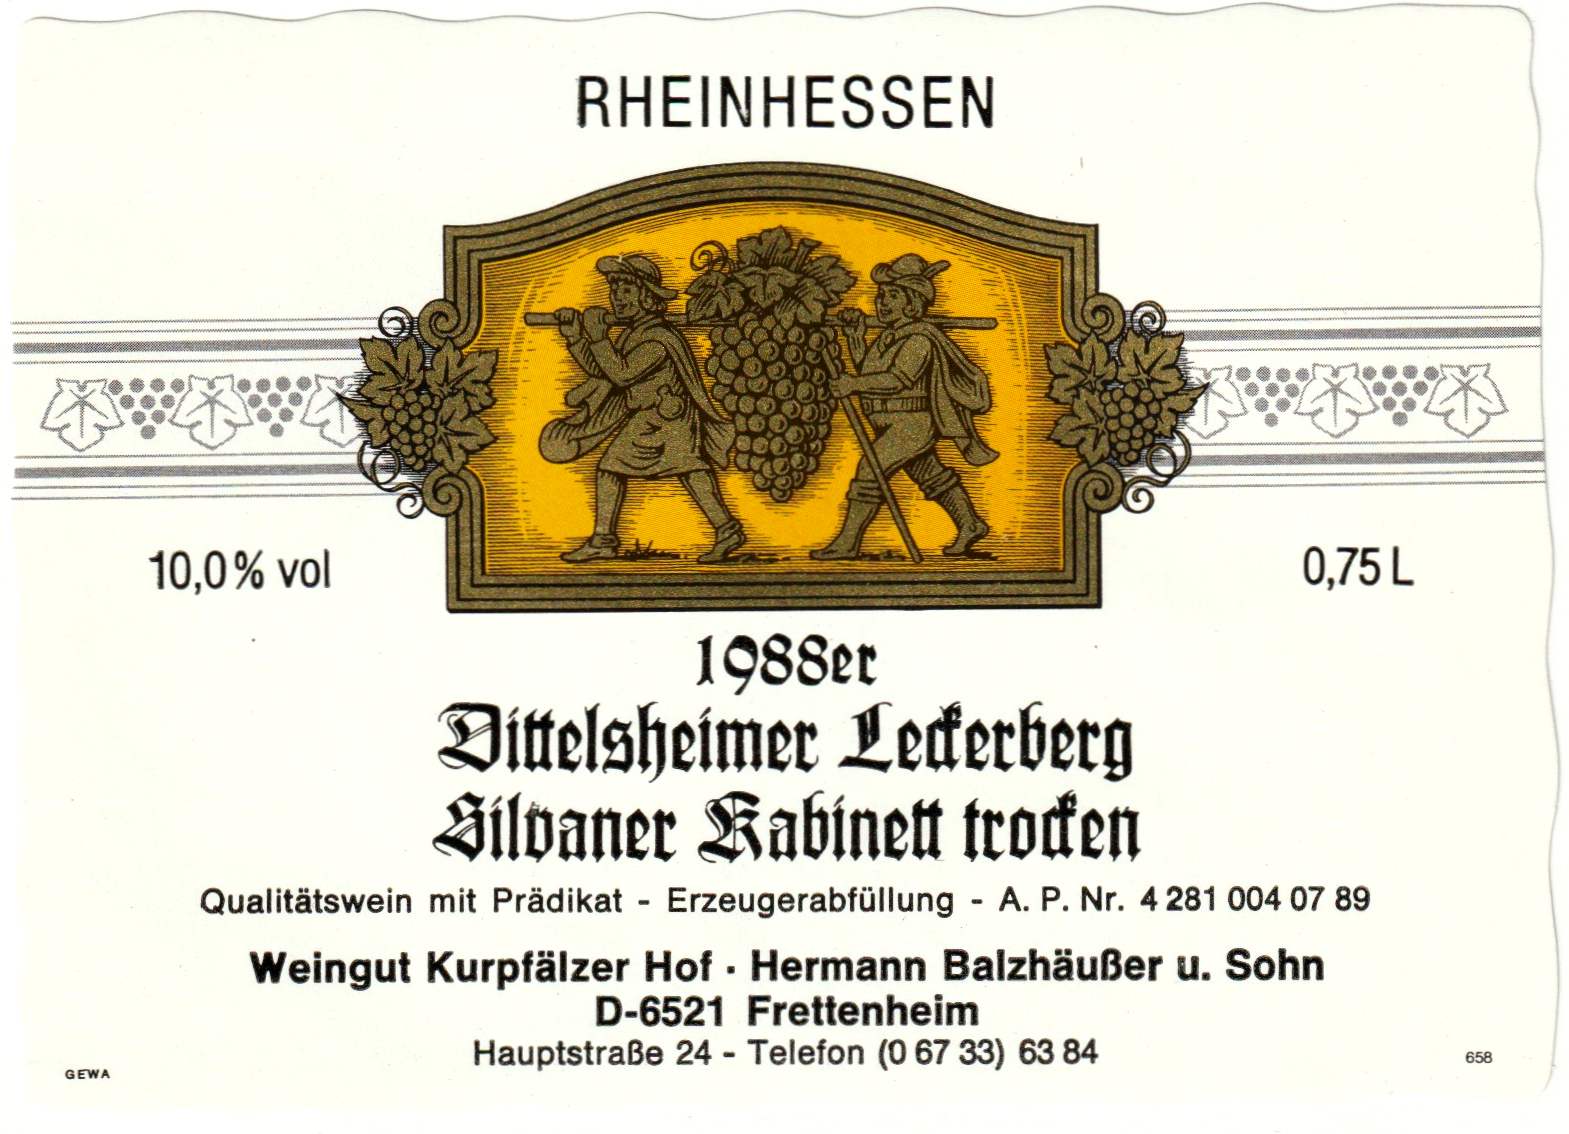 RHEINHESSEN
10,0% vol
0,75 L
1988er
Dittelsheimer Leckerberg
Silvaner Kabinett trocken
Qualitätswein mit Prädikat - Erzeugerabfüllung - A. P. Nr. 4 281 004 07 89
Weingut Kurpfälzer Hof · Hermann Balzhäußer u. Sohn
D-6521 Frettenheim
Hauptstraße 24 - Telefon (0 67 33) 63 84
GEWA
658